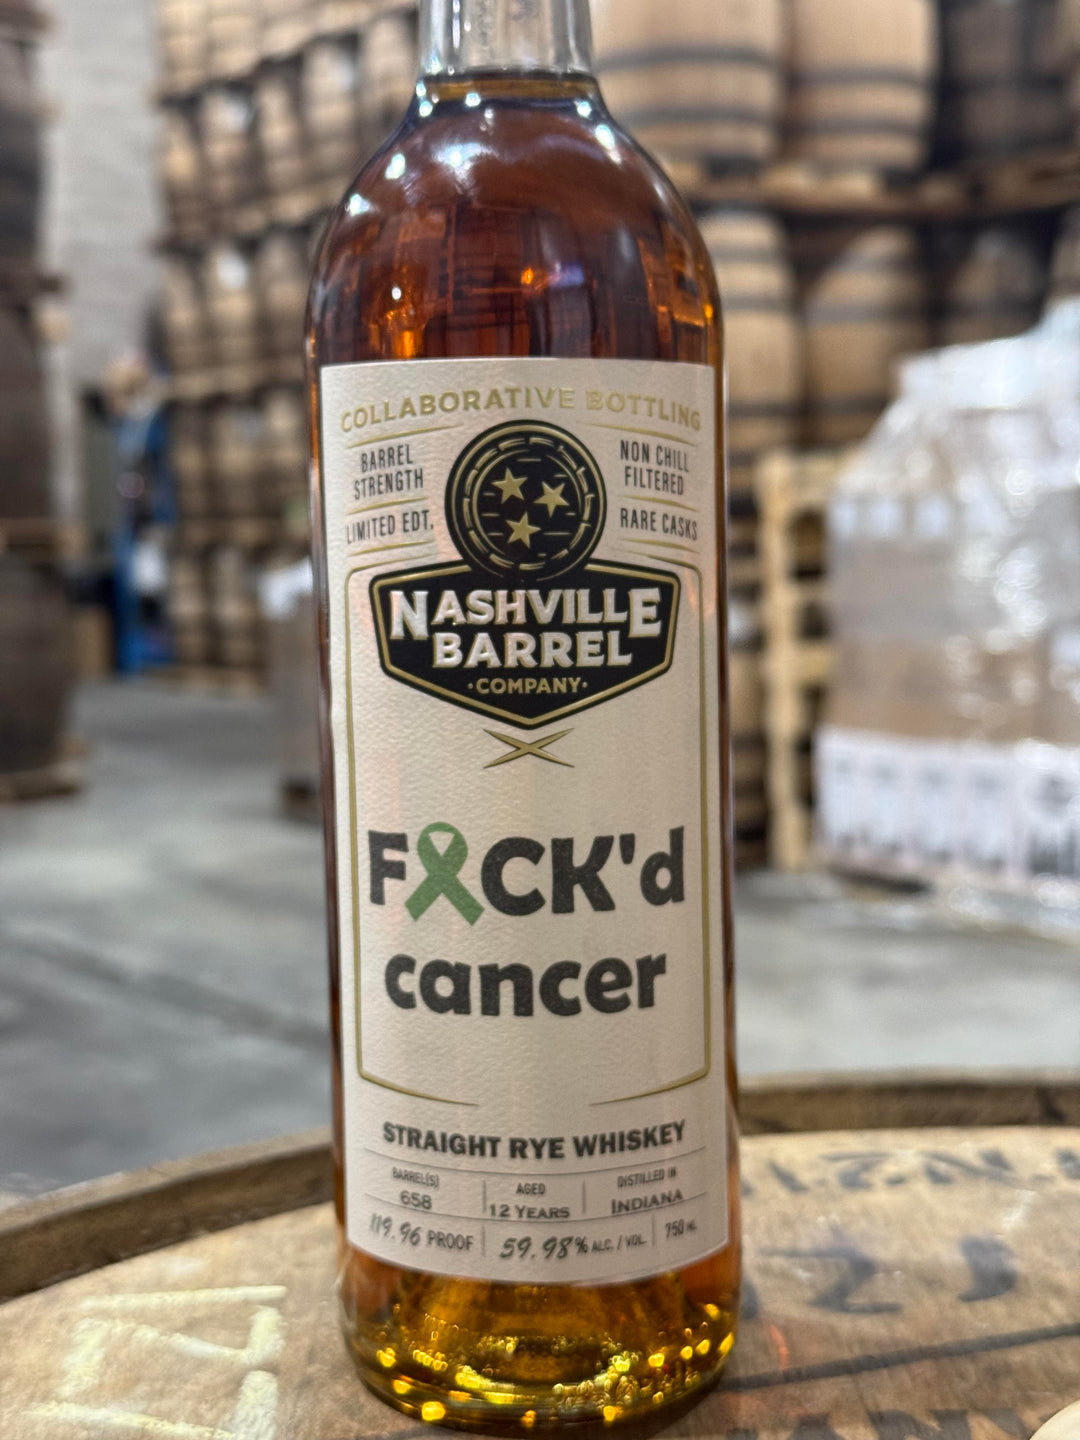 COLLABORATIVE BOTTLING
BARREL STRENGTH
LIMITED EDT.
NON CHILL FILTERED
RARE CASKS
NASHVILLE
BARREL
·COMPANY·
F CK'd
cancer
STRAIGHT RYE WHISKEY
BARREL(S)
658
AGED
12 YEARS
DISTILLED IN
INDIANA
119.96 PROOF
59.98% ALC. / VOL.
750 ML